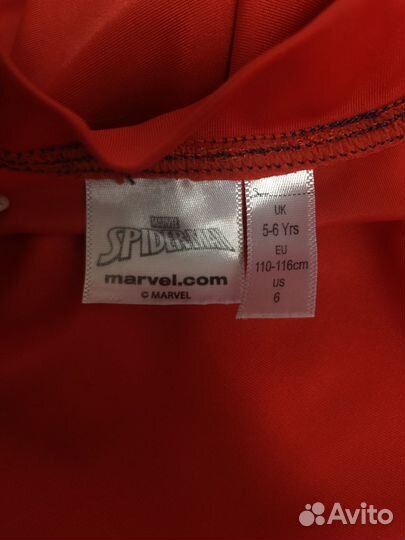 MARVEL
SPIDER-MAN
marvel.com
© MARVEL
UK
5-6 Yrs
EU
110-116cm
US
6
Avito